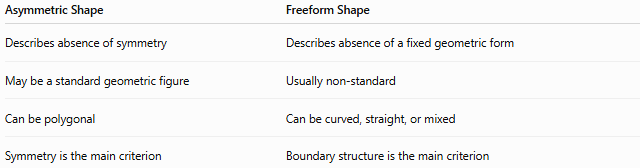 Asymmetric Shape Freeform Shape
Describes absence of symmetry Describes absence of a fixed geometric form
May be a standard geometric figure Usually non-standard
Can be polygonal Can be curved, straight, or mixed
Symmetry is the main criterion Boundary structure is the main criterion